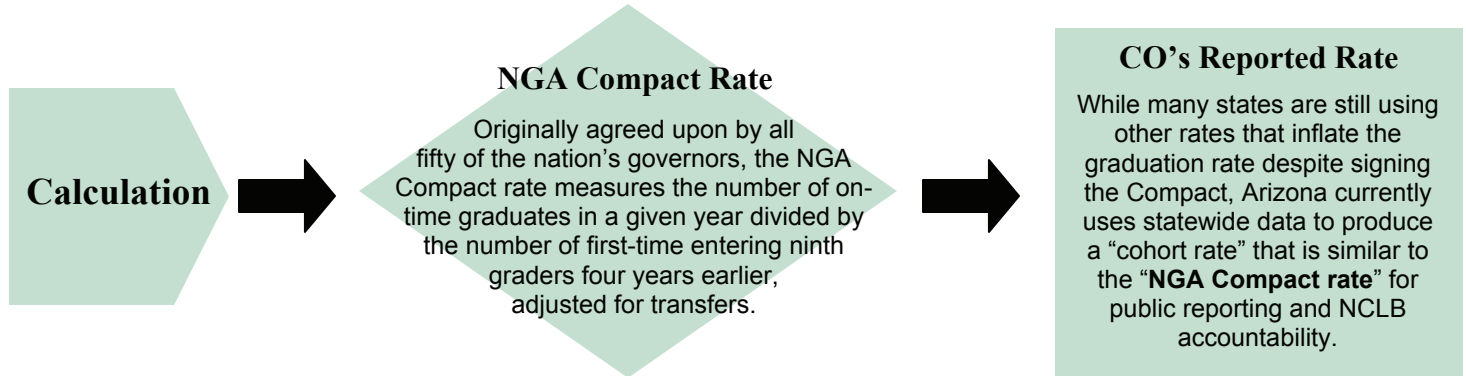 Calculation
NGA Compact Rate
Originally agreed upon by all
fifty of the nation’s governors, the NGA
Compact rate measures the number of on-
time graduates in a given year divided by
the number of first-time entering ninth
graders four years earlier,
adjusted for transfers.
CO’s Reported Rate
While many states are still using
other rates that inflate the
graduation rate despite signing
the Compact, Arizona currently
uses statewide data to produce
a “cohort rate” that is similar to
the “NGA Compact rate” for
public reporting and NCLB
accountability.